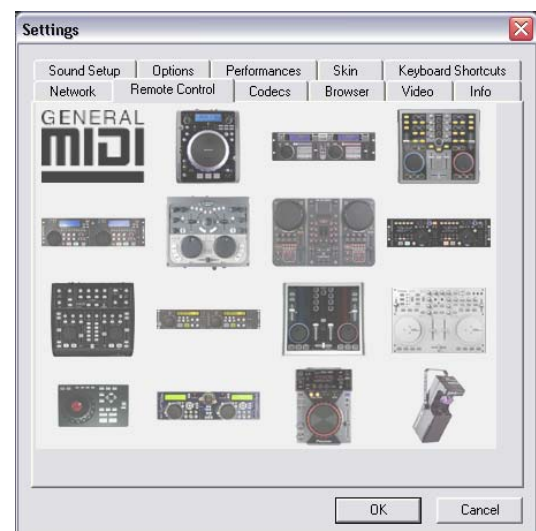 Settings
Sound Setup Options Performances Skin Keyboard Shortcuts
Network Remote Control Codecs Browser Video Info
GENERAL
MIDI
OK Cancel